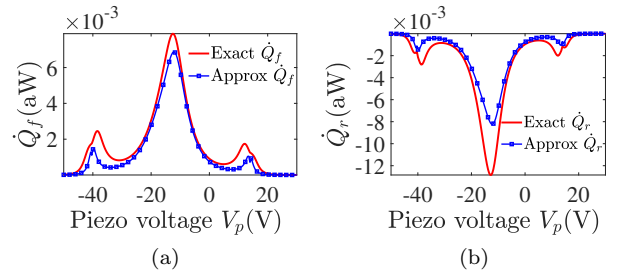 ×10⁻³
6
4
2
Q̇_f(aW)
Exact Q̇_f
Approx Q̇_f
-40 -20 0 20
Piezo voltage V_p(V)
(a)
×10⁻³
-2
-4
-6
-8
-10
-12
Q̇_r(aW)
Exact Q̇_r
Approx Q̇_r
-40 -20 0 20
Piezo voltage V_p(V)
(b)